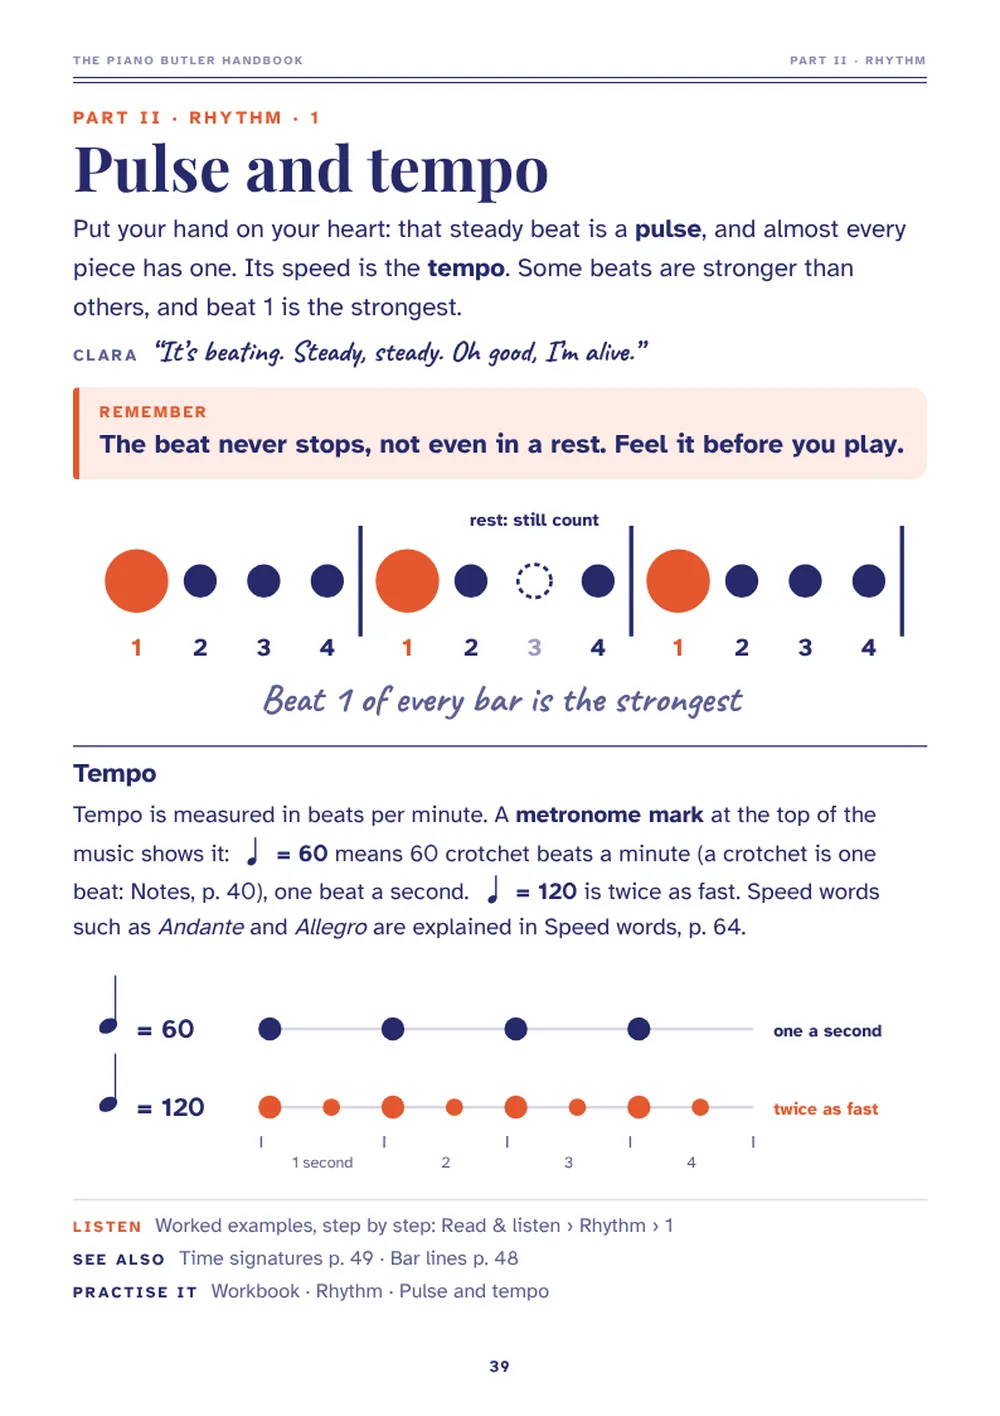 THE PIANO BUTLER HANDBOOK
PART II · RHYTHM
PART II · RHYTHM · 1
Pulse and tempo
Put your hand on your heart: that steady beat is a pulse, and almost every
piece has one. Its speed is the tempo. Some beats are stronger than
others, and beat 1 is the strongest.
CLARA “It’s beating. Steady, steady. Oh good, I’m alive.”
REMEMBER
The beat never stops, not even in a rest. Feel it before you play.
rest: still count
1 2 3 4 1 2 3 4 1 2 3 4
Beat 1 of every bar is the strongest
Tempo
Tempo is measured in beats per minute. A metronome mark at the top of the
music shows it: ♩ = 60 means 60 crotchet beats a minute (a crotchet is one
beat: Notes, p. 40), one beat a second. ♩ = 120 is twice as fast. Speed words
such as Andante and Allegro are explained in Speed words, p. 64.
♩ = 60 one a second
♩ = 120 twice as fast
1 second 2 3 4
LISTEN Worked examples, step by step: Read & listen › Rhythm › 1
SEE ALSO Time signatures p. 49 · Bar lines p. 48
PRACTISE IT Workbook · Rhythm · Pulse and tempo
39